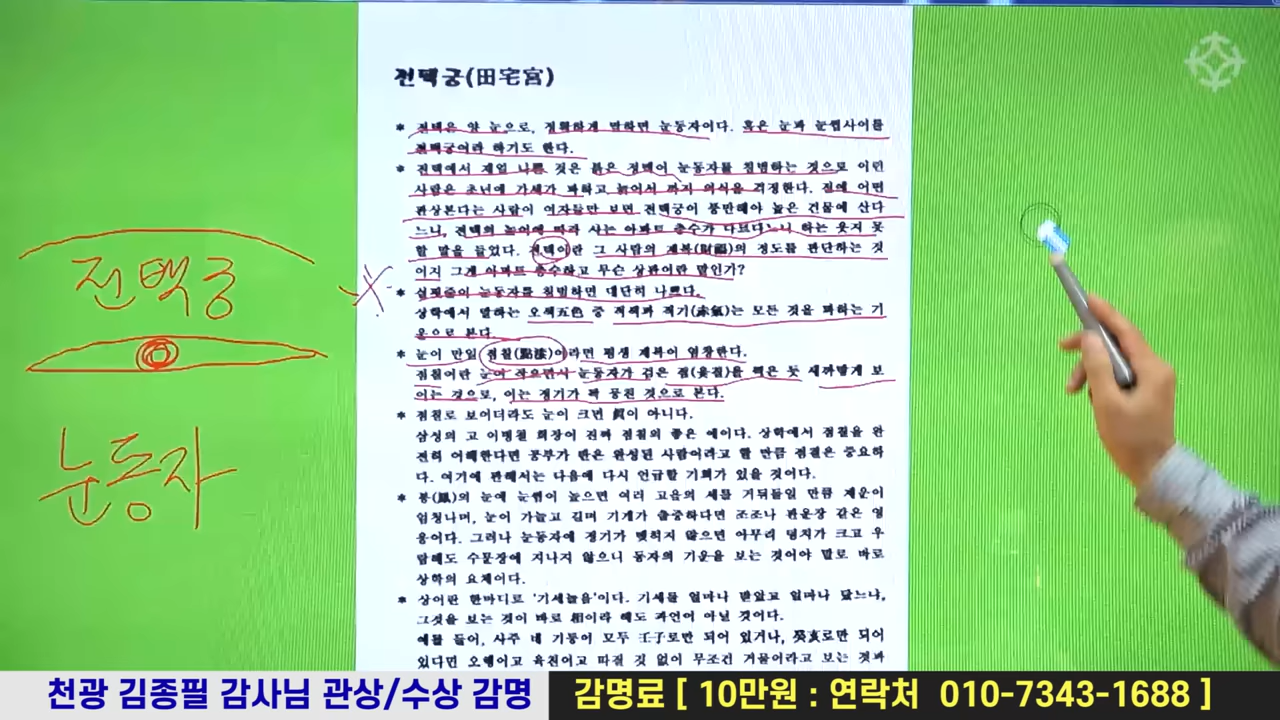 전택궁(田宅宮)
* 전택은 양 눈으로, 정확하게 말하면 눈동자이다. 혹은 눈과 눈썹사이를
전택궁이라 하기도 한다.
* 전택에서 제일 나쁜 것은 붉은 정맥이 눈동자를 침범하는 것으로 이런
사람은 초년에 가세가 파하고 늙어서 까지 의식을 걱정한다. 전에 어떤
관상본다는 사람이 여자들만 보면 전택궁이 풍만해야 높은 건물에 산다
느니, 전택의 높이에 따라 사는 아파트 층수가 다르다느니 하는 웃지 못
할 말을 들었다. 전택이란 그 사람의 재복(財福)의 정도를 판단하는 것
이지 그게 아파트 층수하고 무슨 상관이란 말인가?
* 실핏줄이 눈동자를 침범하면 대단히 나쁘다.
상학에서 말하는 오색五色 중 적색과 적기(赤氣)는 모든 것을 파하는 기
운으로 본다.
* 눈이 만일 점칠(點漆)이라면 평생 재복이 엄청하다.
점칠이란 눈이 작으면서 눈동자가 검은 점(옻칠)을 찍은 듯 새까맣게 보
이는 것으로, 이는 정기가 꽉 뭉친 것으로 본다.
* 점칠로 보이더라도 눈이 크면 眞이 아니다.
삼성의 고 이병철 회장이 진짜 점칠의 좋은 예이다. 상학에서 점칠을 완
전히 이해한다면 공부가 반은 완성된 사람이라고 할 만큼 점칠은 중요하
다. 여기에 관해서는 다음에 다시 언급할 기회가 있을 것이다.
* 봉(鳳)의 눈에 눈썹이 높으면 여러 고을의 세를 거둬들일 만큼 재운이
엄청나며, 눈이 가늘고 길며 기개가 출중하다면 조조나 관운장 같은 영
웅이다. 그러나 눈동자에 정기가 맺히지 않으면 아무리 덩치가 크고 우
람해도 수문장에 지나지 않으니 동자의 기운을 보는 것이야 말로 바로
상학의 요체이다.
* 상이란 한마디로 '기세놀음'이다. 기세를 얼마나 받았고 얼마나 탔느냐,
그것을 보는 것이 바로 相이라 해도 과언이 아닐 것이다.
예를 들어, 사주 네 기둥이 모두 壬子로만 되어 있거나, 癸亥로만 되어
있다면 오행이고 육친이고 따질 것 없이 무조건 거물이라고 보는 것과
전택궁
눈동자
천광 김종필 감사님 관상/수상 감명
감명료 [ 10만원 : 연락처 010-7343-1688 ]